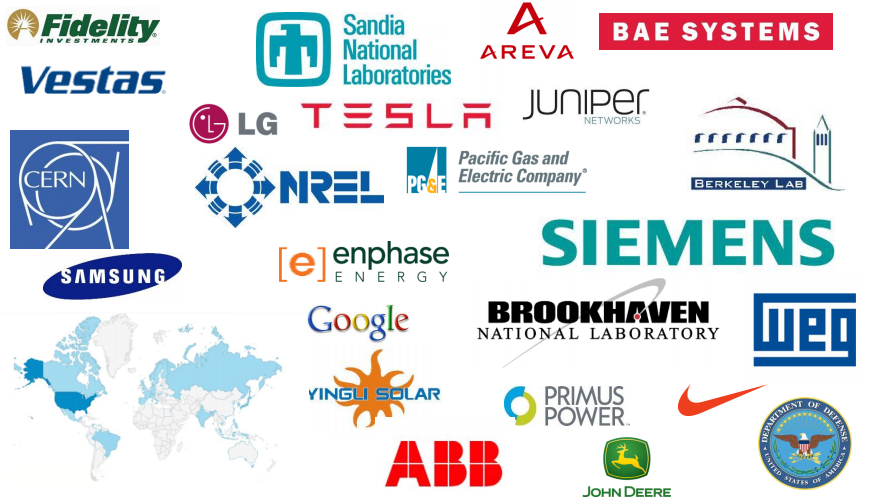 Fidelity
INVESTMENTS
Sandia
National
Laboratories
AREVA
BAE SYSTEMS
Vestas
LG
TESLA
JUNIPER
NETWORKS
BERKELEY LAB
CERN
NREL
PG&E
Pacific Gas and
Electric Company®
SIEMENS
SAMSUNG
[e] enphase
ENERGY
Google
BROOKHAVEN
NATIONAL LABORATORY
weg
YINGLI SOLAR
PRIMUS
POWER™
DEPARTMENT OF DEFENSE
UNITED STATES OF AMERICA
ABB
JOHN DEERE